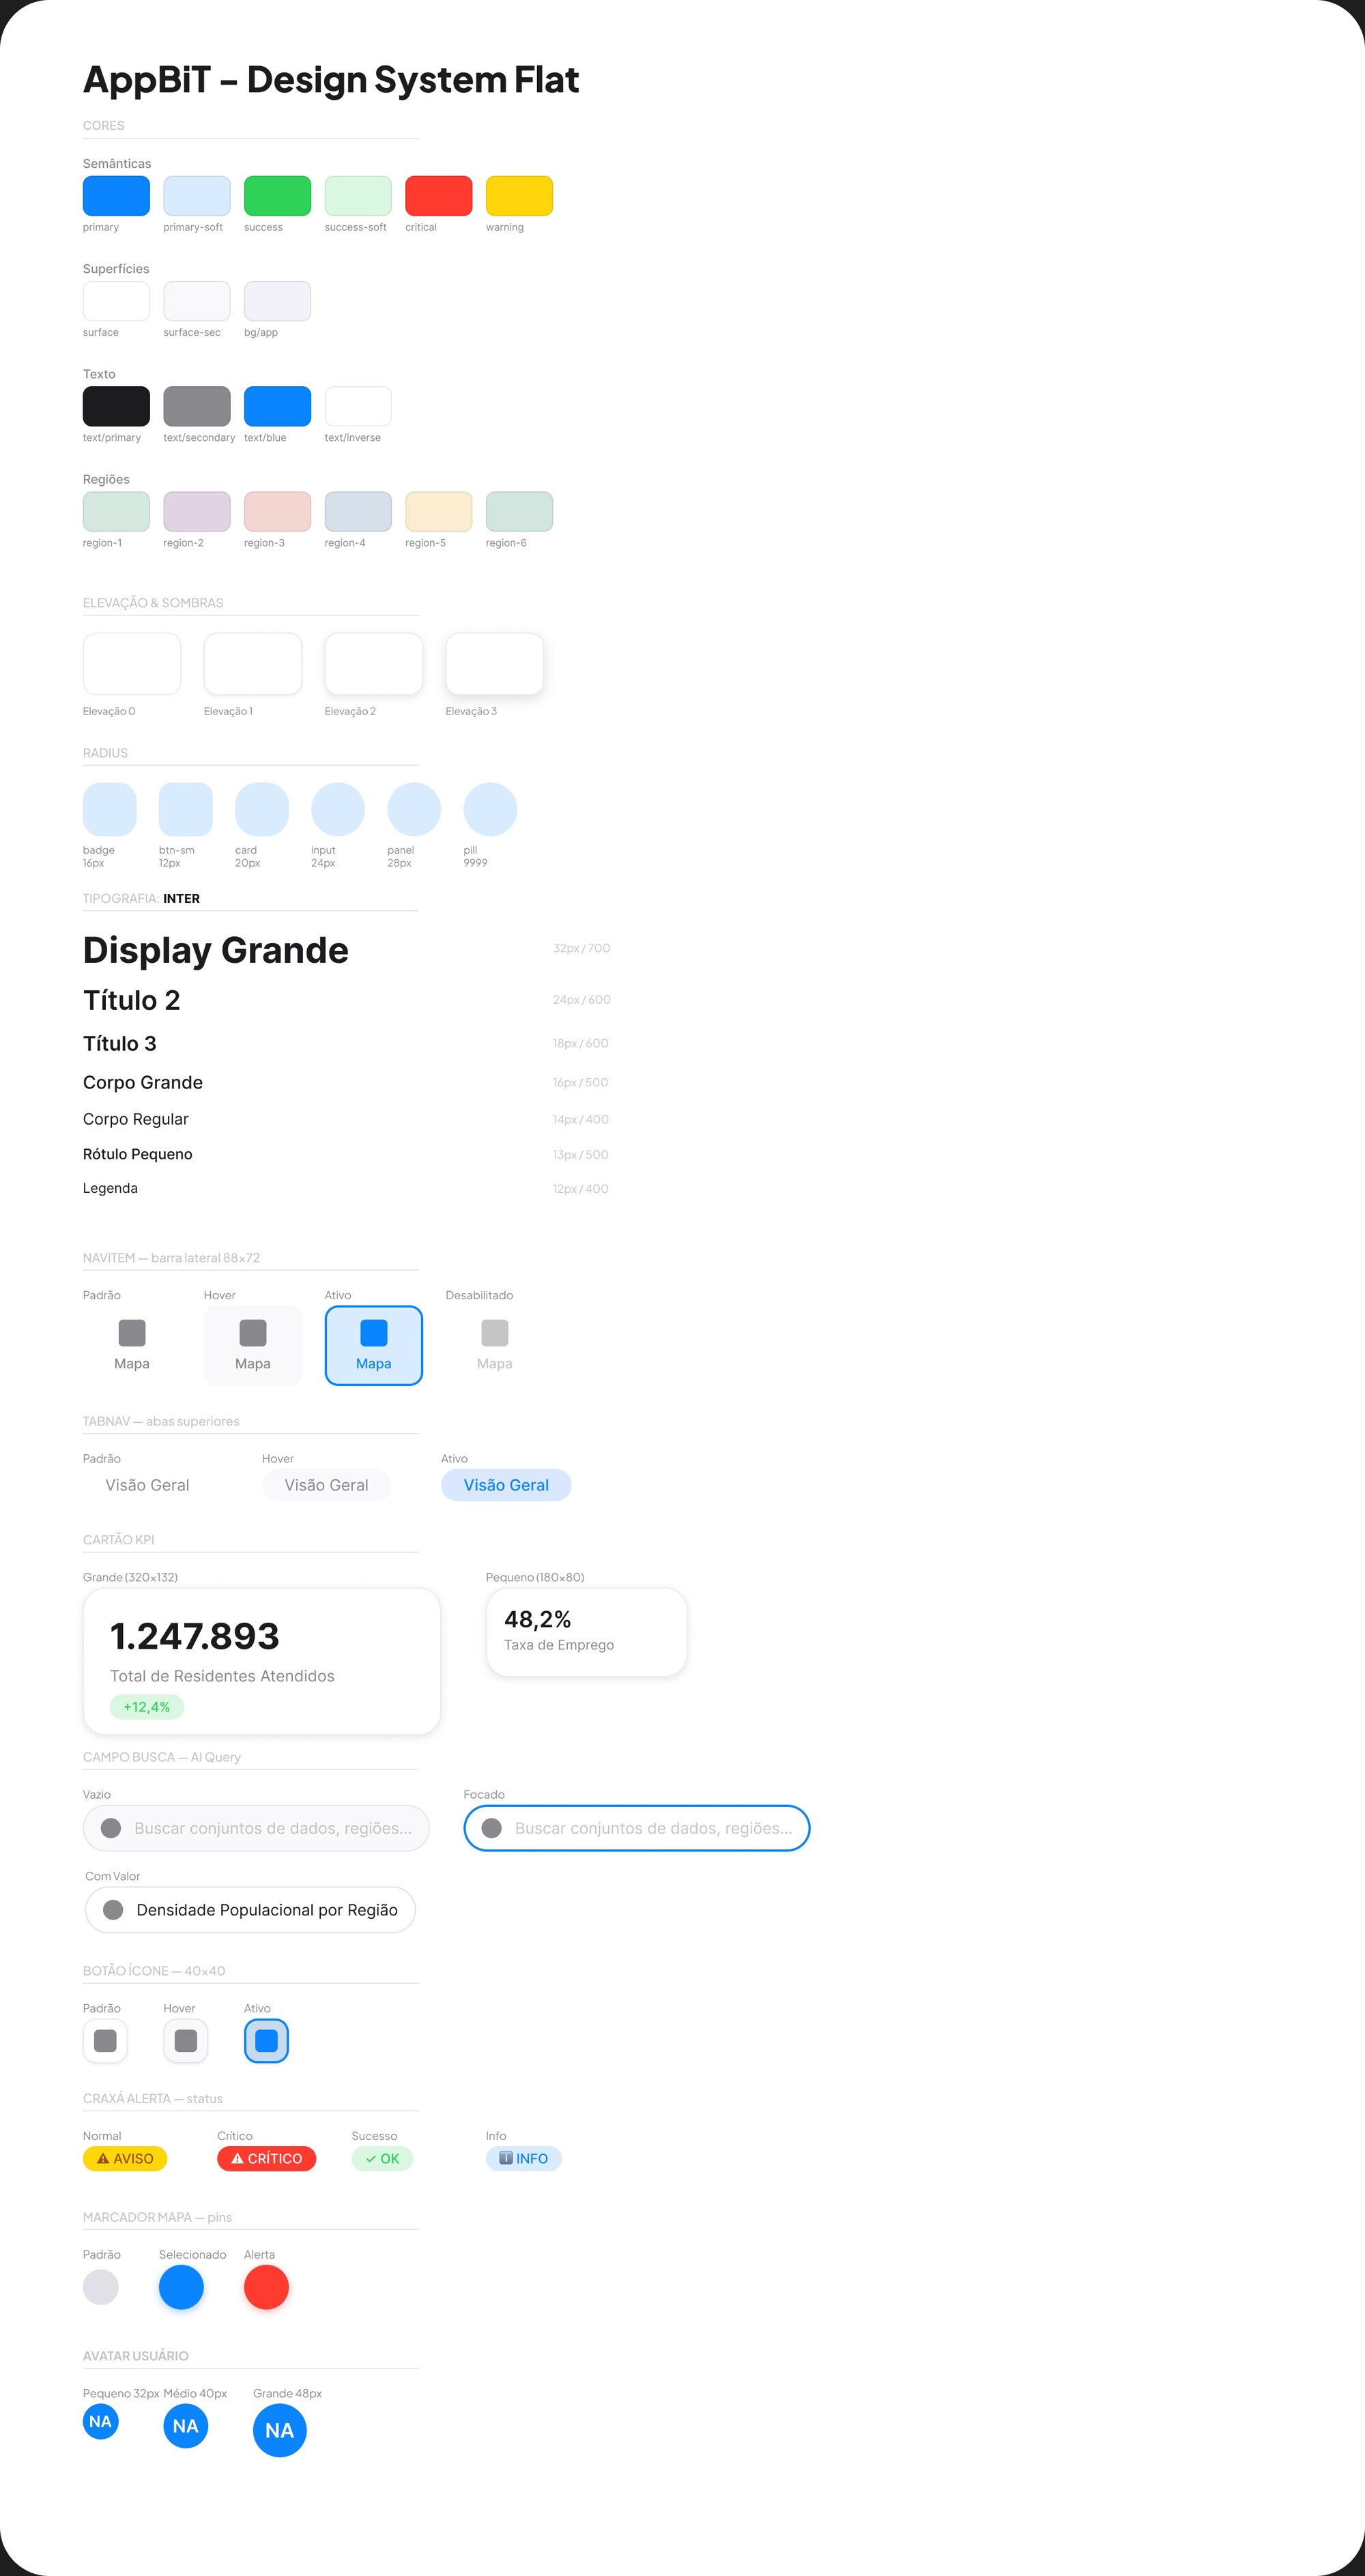 AppBiT – Design System Flat
CORES
Semânticas
primary primary-soft success success-soft critical warning
Superfícies
surface surface-sec bg/app
Texto
text/primary text/secondary text/blue text/inverse
Regiões
region-1 region-2 region-3 region-4 region-5 region-6
ELEVAÇÃO & SOMBRAS
Elevação 0 Elevação 1 Elevação 2 Elevação 3
RADIUS
badge btn-sm card input panel pill
16px 12px 20px 24px 28px 9999
TIPOGRAFIA: INTER
Display Grande 32px / 700
Título 2 24px / 600
Título 3 18px / 600
Corpo Grande 16px / 500
Corpo Regular 14px / 400
Rótulo Pequeno 13px / 500
Legenda 12px / 400
NAVITEM — barra lateral 88×72
Padrão Hover Ativo Desabilitado
Mapa Mapa Mapa Mapa
TABNAV — abas superiores
Padrão Hover Ativo
Visão Geral Visão Geral Visão Geral
CARTÃO KPI
Grande (320×132) Pequeno (180×80)
1.247.893 48,2%
Total de Residentes Atendidos Taxa de Emprego
+12,4%
CAMPO BUSCA — AI Query
Vazio Focado
Buscar conjuntos de dados, regiões... Buscar conjuntos de dados, regiões...
Com Valor
Densidade Populacional por Região
BOTÃO ÍCONE — 40×40
Padrão Hover Ativo
CRAXÁ ALERTA — status
Normal Crítico Sucesso Info
⚠ AVISO ⚠ CRÍTICO ✓ OK ℹ INFO
MARCADOR MAPA — pins
Padrão Selecionado Alerta
AVATAR USUÁRIO
Pequeno 32px Médio 40px Grande 48px
NA NA NA